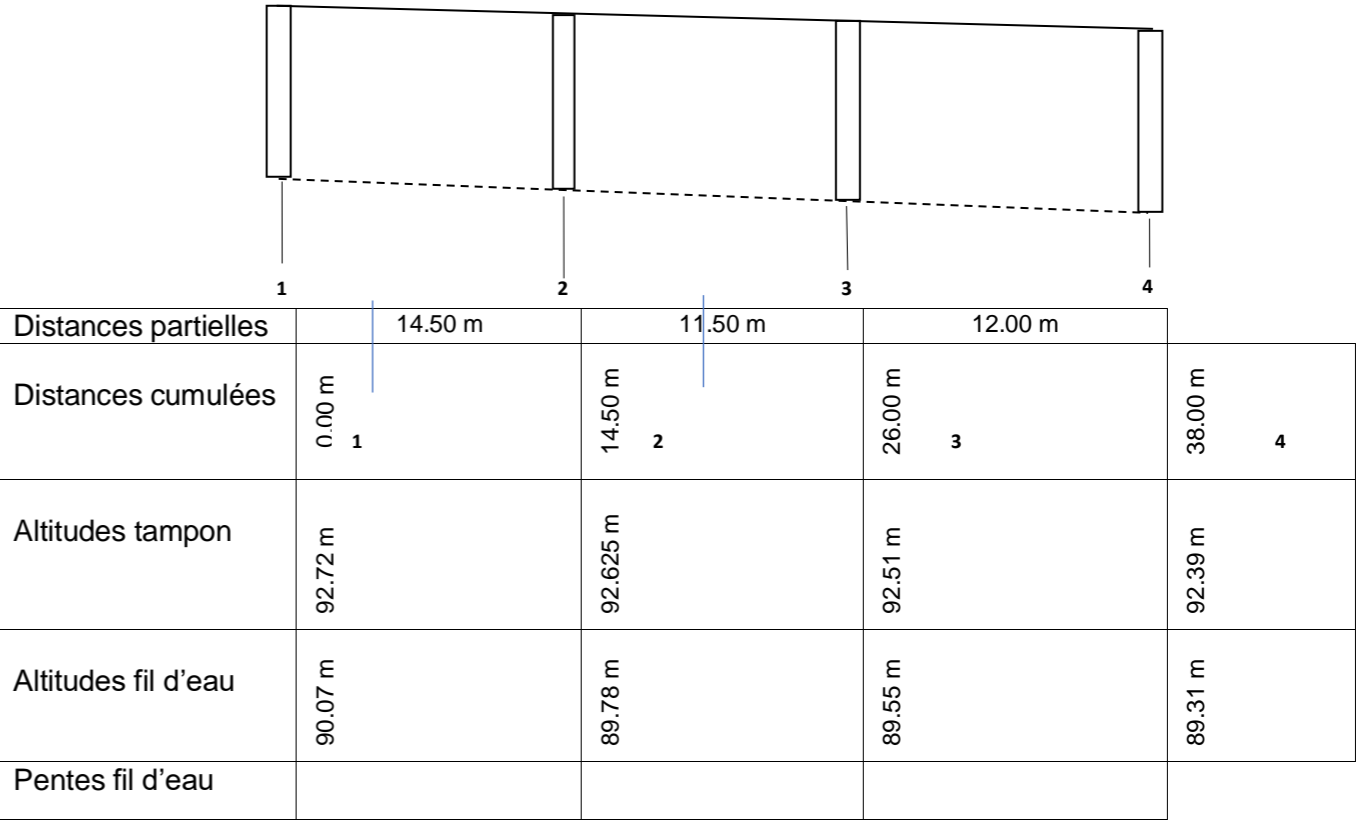 1 2 3 4
Distances partielles 14.50 m 11.50 m 12.00 m
Distances cumulées 0.00 m 1 14.50 m 2 26.00 m 3 38.00 m 4
Altitudes tampon 92.72 m 92.625 m 92.51 m 92.39 m
Altitudes fil d’eau 90.07 m 89.78 m 89.55 m 89.31 m
Pentes fil d’eau